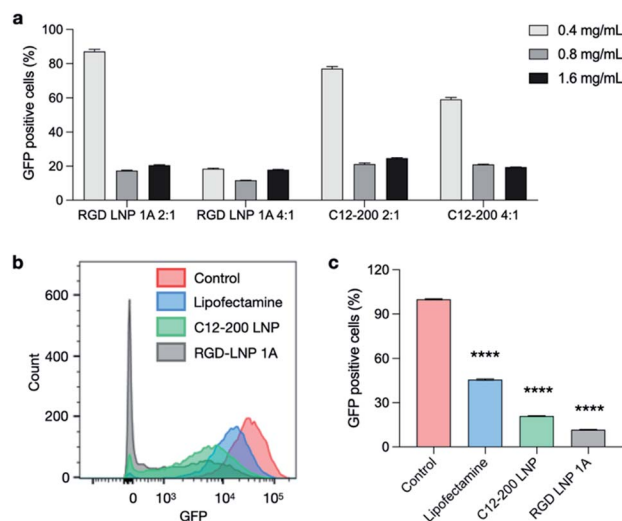 a
GFP positive cells (%)
100
80
60
40
20
0
RGD LNP 1A 2:1
RGD LNP 1A 4:1
C12-200 2:1
C12-200 4:1
0.4 mg/mL
0.8 mg/mL
1.6 mg/mL
b
Count
600
400
200
0
0
10³
10⁴
10⁵
GFP
Control
Lipofectamine
C12-200 LNP
RGD-LNP 1A
c
GFP positive cells (%)
120
90
60
30
0
****
****
****
Control
Lipofectamine
C12-200 LNP
RGD LNP 1A